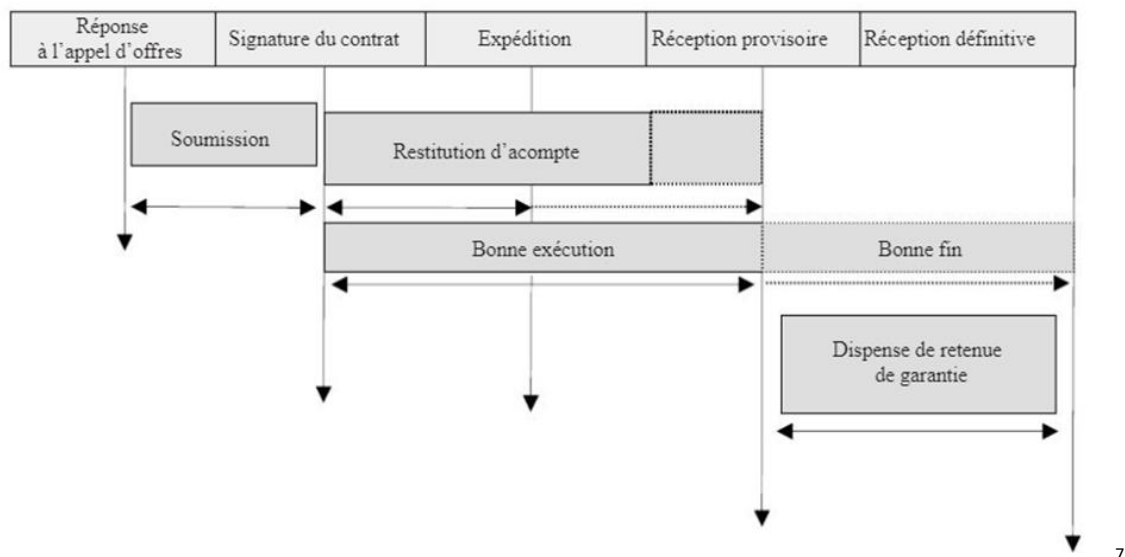 Réponse
à l'appel d'offres
Signature du contrat
Expédition
Réception provisoire
Réception définitive
Soumission
Restitution d'acompte
Bonne exécution
Bonne fin
Dispense de retenue
de garantie
7